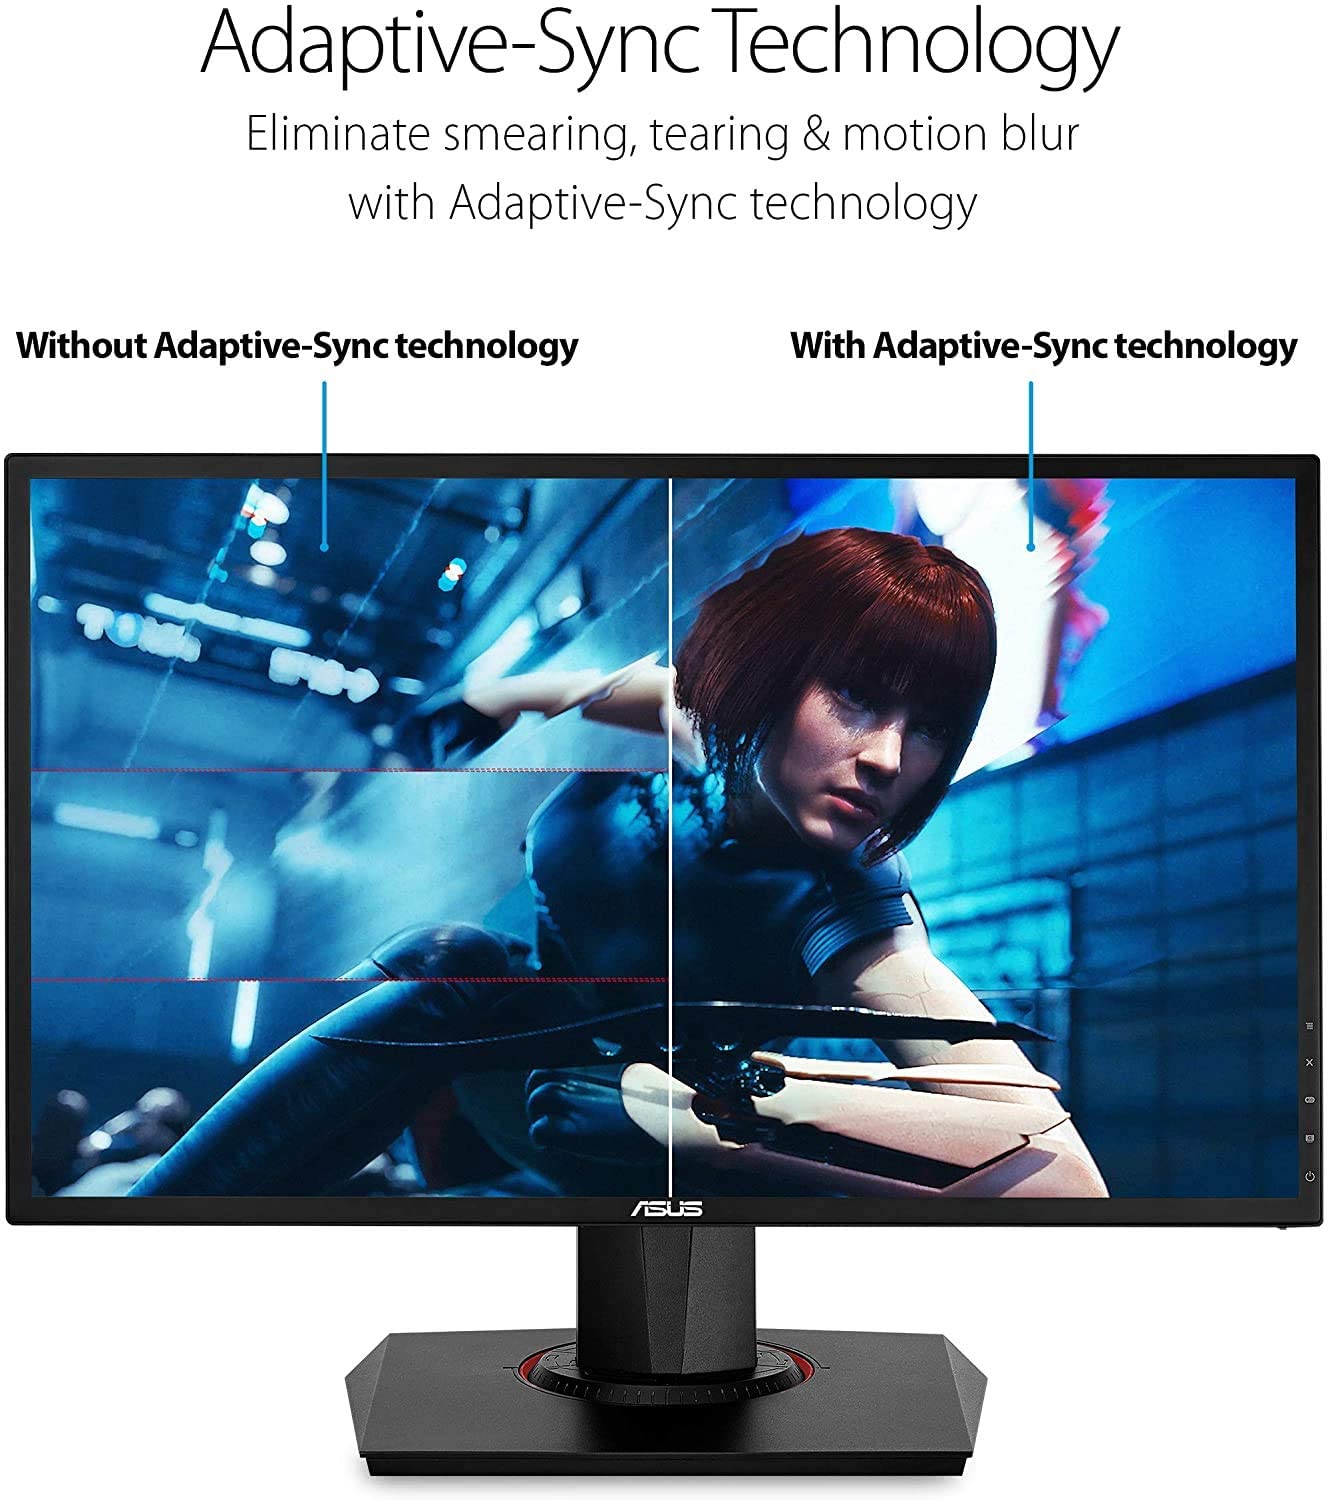 Adaptive-Sync Technology
Eliminate smearing, tearing & motion blur
with Adaptive-Sync technology
Without Adaptive-Sync technology
With Adaptive-Sync technology
ASUS